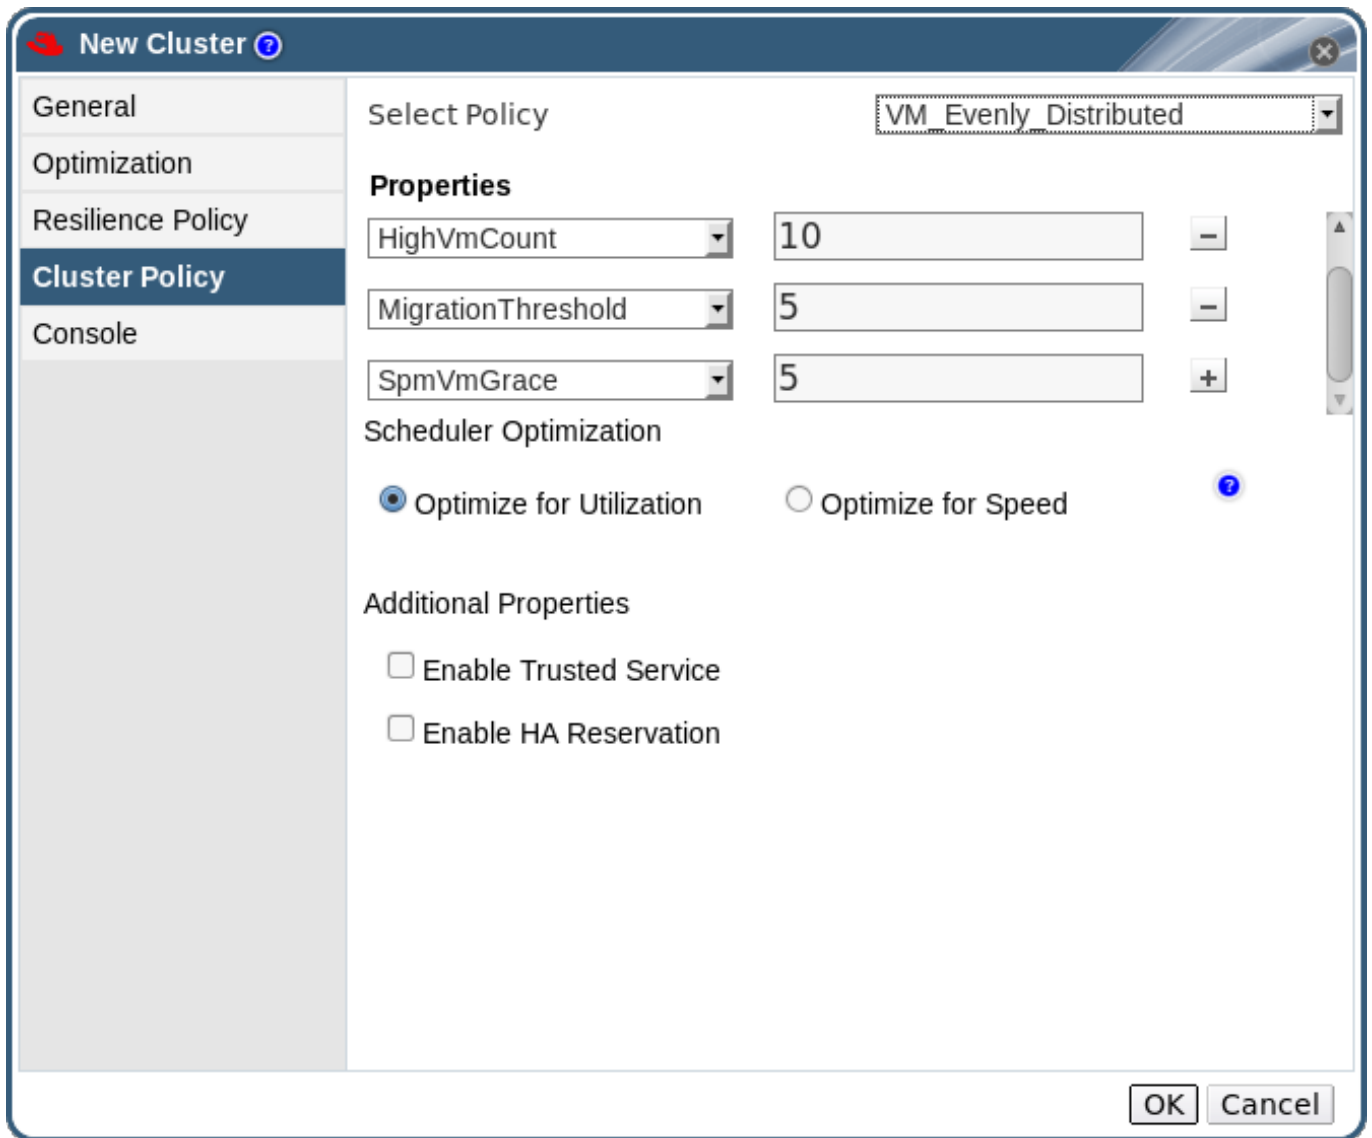 New Cluster ?
General
Optimization
Resilience Policy
Cluster Policy
Console
Select Policy VM_Evenly_Distributed
Properties
HighVmCount 10 −
MigrationThreshold 5 −
SpmVmGrace 5 +
Scheduler Optimization
Optimize for Utilization Optimize for Speed ?
Additional Properties
Enable Trusted Service
Enable HA Reservation
OK Cancel